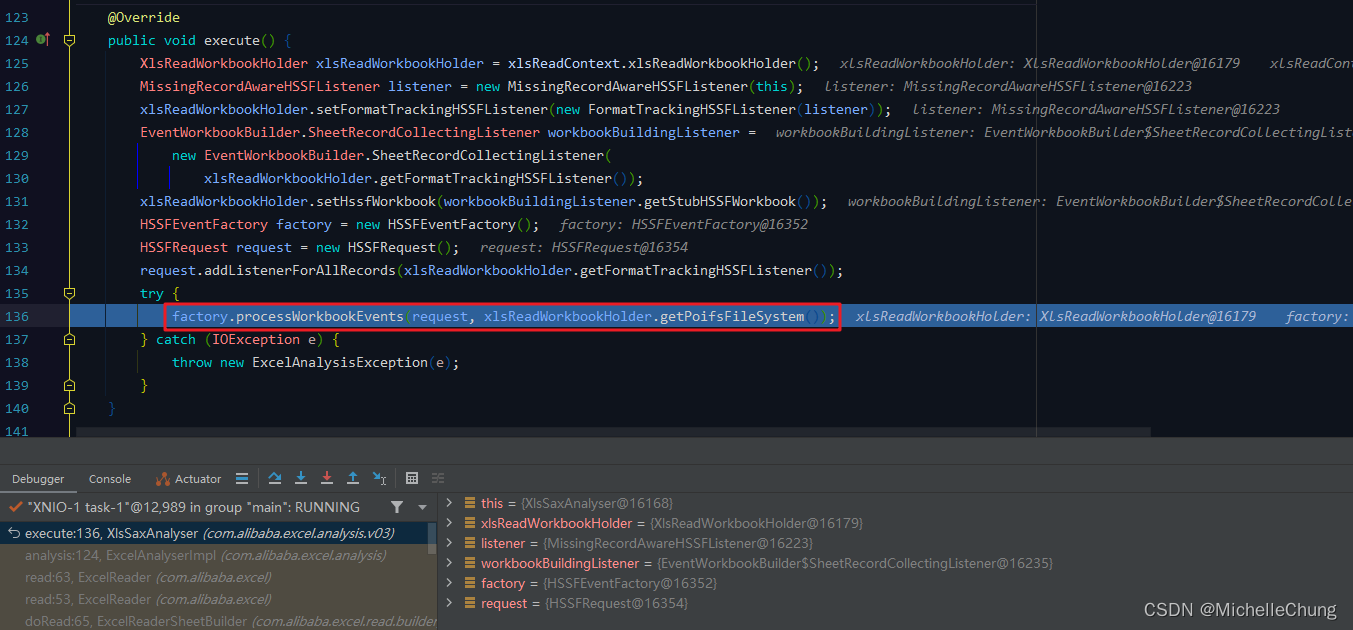 123 @Override
124 public void execute() {
125 XlsReadWorkbookHolder xlsReadWorkbookHolder = xlsReadContext.xlsReadWorkbookHolder(); xlsReadWorkbookHolder: XlsReadWorkbookHolder@16179 xlsReadCont
126 MissingRecordAwareHSSFListener listener = new MissingRecordAwareHSSFListener(this); listener: MissingRecordAwareHSSFListener@16223
127 xlsReadWorkbookHolder.setFormatTrackingHSSFListener(new FormatTrackingHSSFListener(listener)); listener: MissingRecordAwareHSSFListener@16223
128 EventWorkbookBuilder.SheetRecordCollectingListener workbookBuildingListener = workbookBuildingListener: EventWorkbookBuilder$SheetRecordCollectingList
129 new EventWorkbookBuilder.SheetRecordCollectingListener(
130 xlsReadWorkbookHolder.getFormatTrackingHSSFListener());
131 xlsReadWorkbookHolder.setHssfWorkbook(workbookBuildingListener.getStubHSSFWorkbook()); workbookBuildingListener: EventWorkbookBuilder$SheetRecordColle
132 HSSFEventFactory factory = new HSSFEventFactory(); factory: HSSFEventFactory@16352
133 HSSFRequest request = new HSSFRequest(); request: HSSFRequest@16354
134 request.addListenerForAllRecords(xlsReadWorkbookHolder.getFormatTrackingHSSFListener());
135 try {
136 factory.processWorkbookEvents(request, xlsReadWorkbookHolder.getPoifsFileSystem()); xlsReadWorkbookHolder: XlsReadWorkbookHolder@16179 factory:
137 } catch (IOException e) {
138 throw new ExcelAnalysisException(e);
139 }
140 }
141
Debugger Console Actuator
"XNIO-1 task-1"@12,989 in group "main": RUNNING
execute:136, XlsSaxAnalyser (com.alibaba.excel.analysis.v03)
analysis:124, ExcelAnalyserImpl (com.alibaba.excel.analysis)
read:63, ExcelReader (com.alibaba.excel)
read:53, ExcelReader (com.alibaba.excel)
doRead:65, ExcelReaderSheetBuilder (com.alibaba.excel.read.builder
this = {XlsSaxAnalyser@16168}
xlsReadWorkbookHolder = {XlsReadWorkbookHolder@16179}
listener = {MissingRecordAwareHSSFListener@16223}
workbookBuildingListener = {EventWorkbookBuilder$SheetRecordCollectingListener@16235}
factory = {HSSFEventFactory@16352}
request = {HSSFRequest@16354}
CSDN @MichelleChung